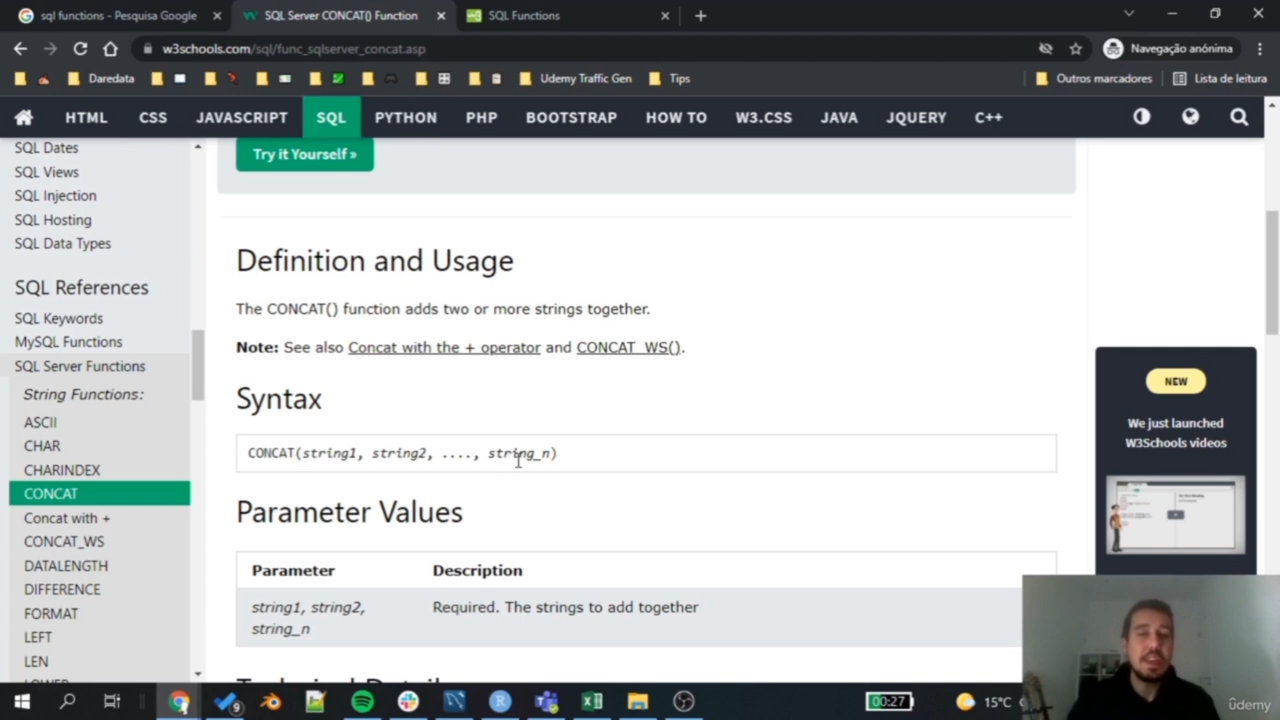 sql functions - Pesquisa Google
SQL Server CONCAT() Function
SQL Functions
w3schools.com/sql/func_sqlserver_concat.asp
Navegação anónima
Daredata
Udemy Traffic Gen
Tips
Outros marcadores
Lista de leitura
HTML CSS JAVASCRIPT SQL PYTHON PHP BOOTSTRAP HOW TO W3.CSS JAVA JQUERY C++
SQL Dates
SQL Views
SQL Injection
SQL Hosting
SQL Data Types
SQL References
SQL Keywords
MySQL Functions
SQL Server Functions
String Functions:
ASCII
CHAR
CHARINDEX
CONCAT
Concat with +
CONCAT_WS
DATALENGTH
DIFFERENCE
FORMAT
LEFT
LEN
LOWER
Try it Yourself »
Definition and Usage
The CONCAT() function adds two or more strings together.
Note: See also Concat with the + operator and CONCAT_WS().
Syntax
CONCAT(string1, string2, ...., string_n)
Parameter Values
Parameter Description
string1, string2, Required. The strings to add together
string_n
Technical Details
NEW
We just launched
W3Schools videos
9
00:27
15°C
ûdemy